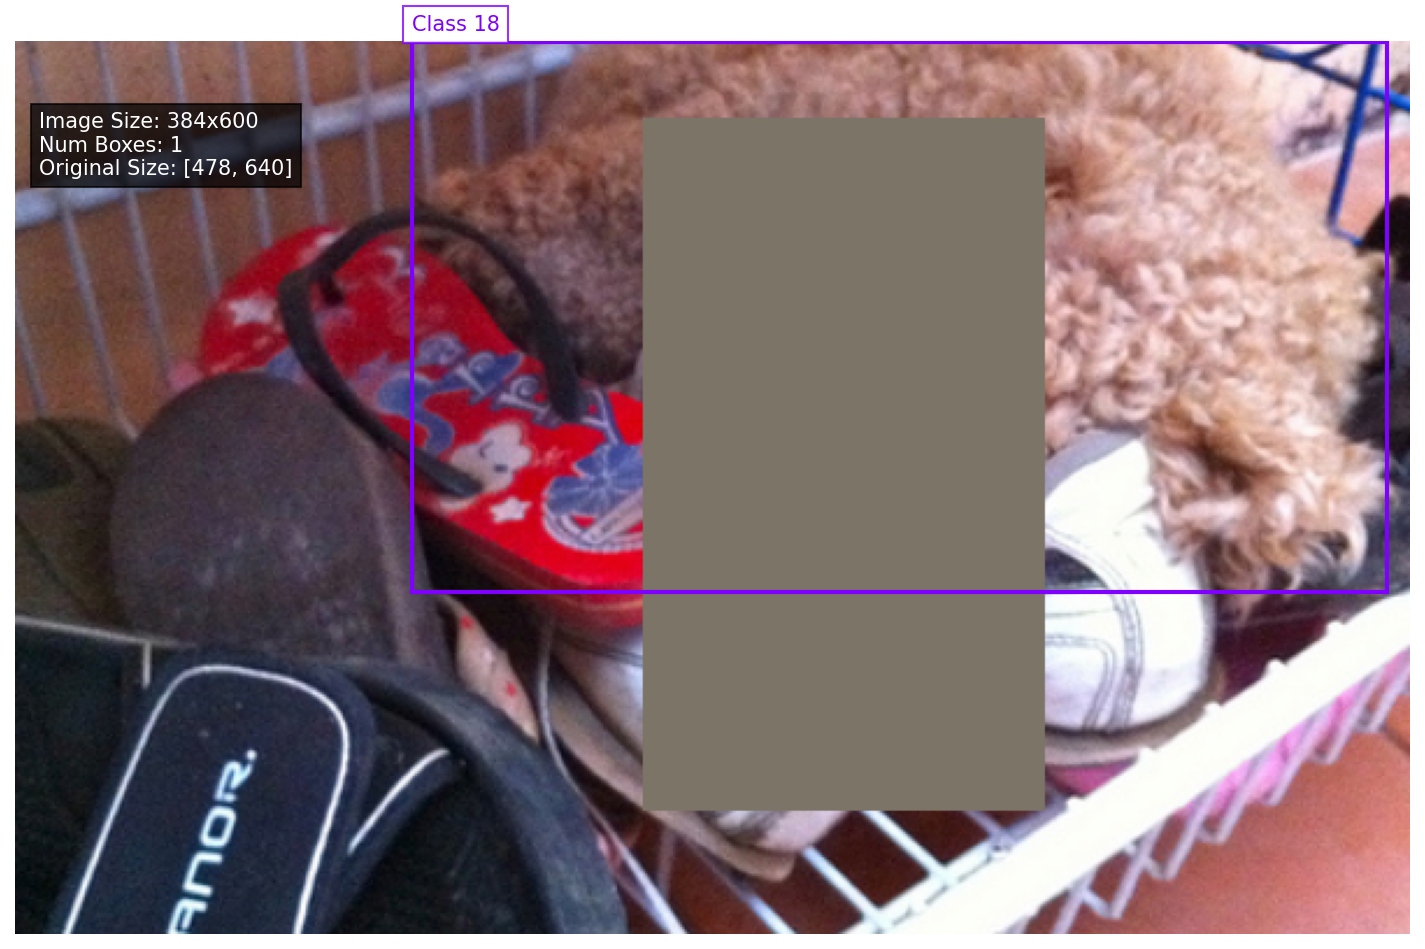 Class 18
Image Size: 384x600
Num Boxes: 1
Original Size: [478, 640]
ANOR.